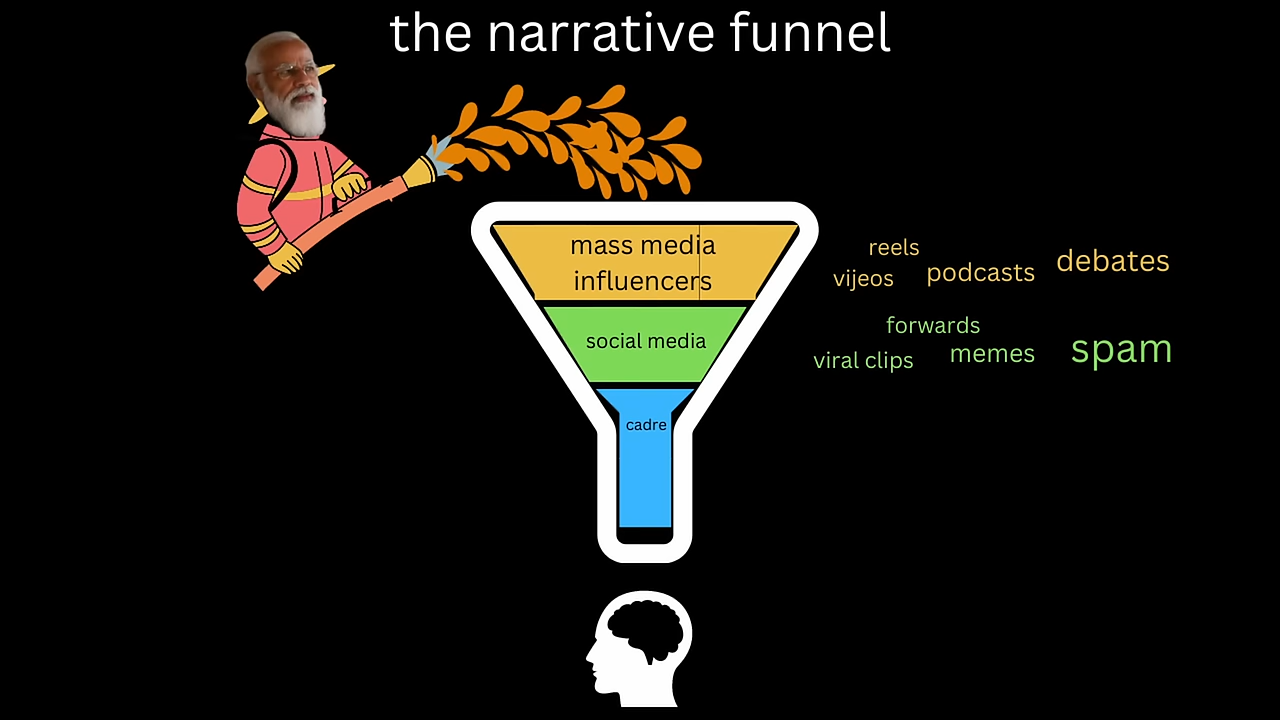 the narrative funnel
mass media
influencers
social media
cadre
reels
vijeos
podcasts
debates
forwards
viral clips
memes
spam